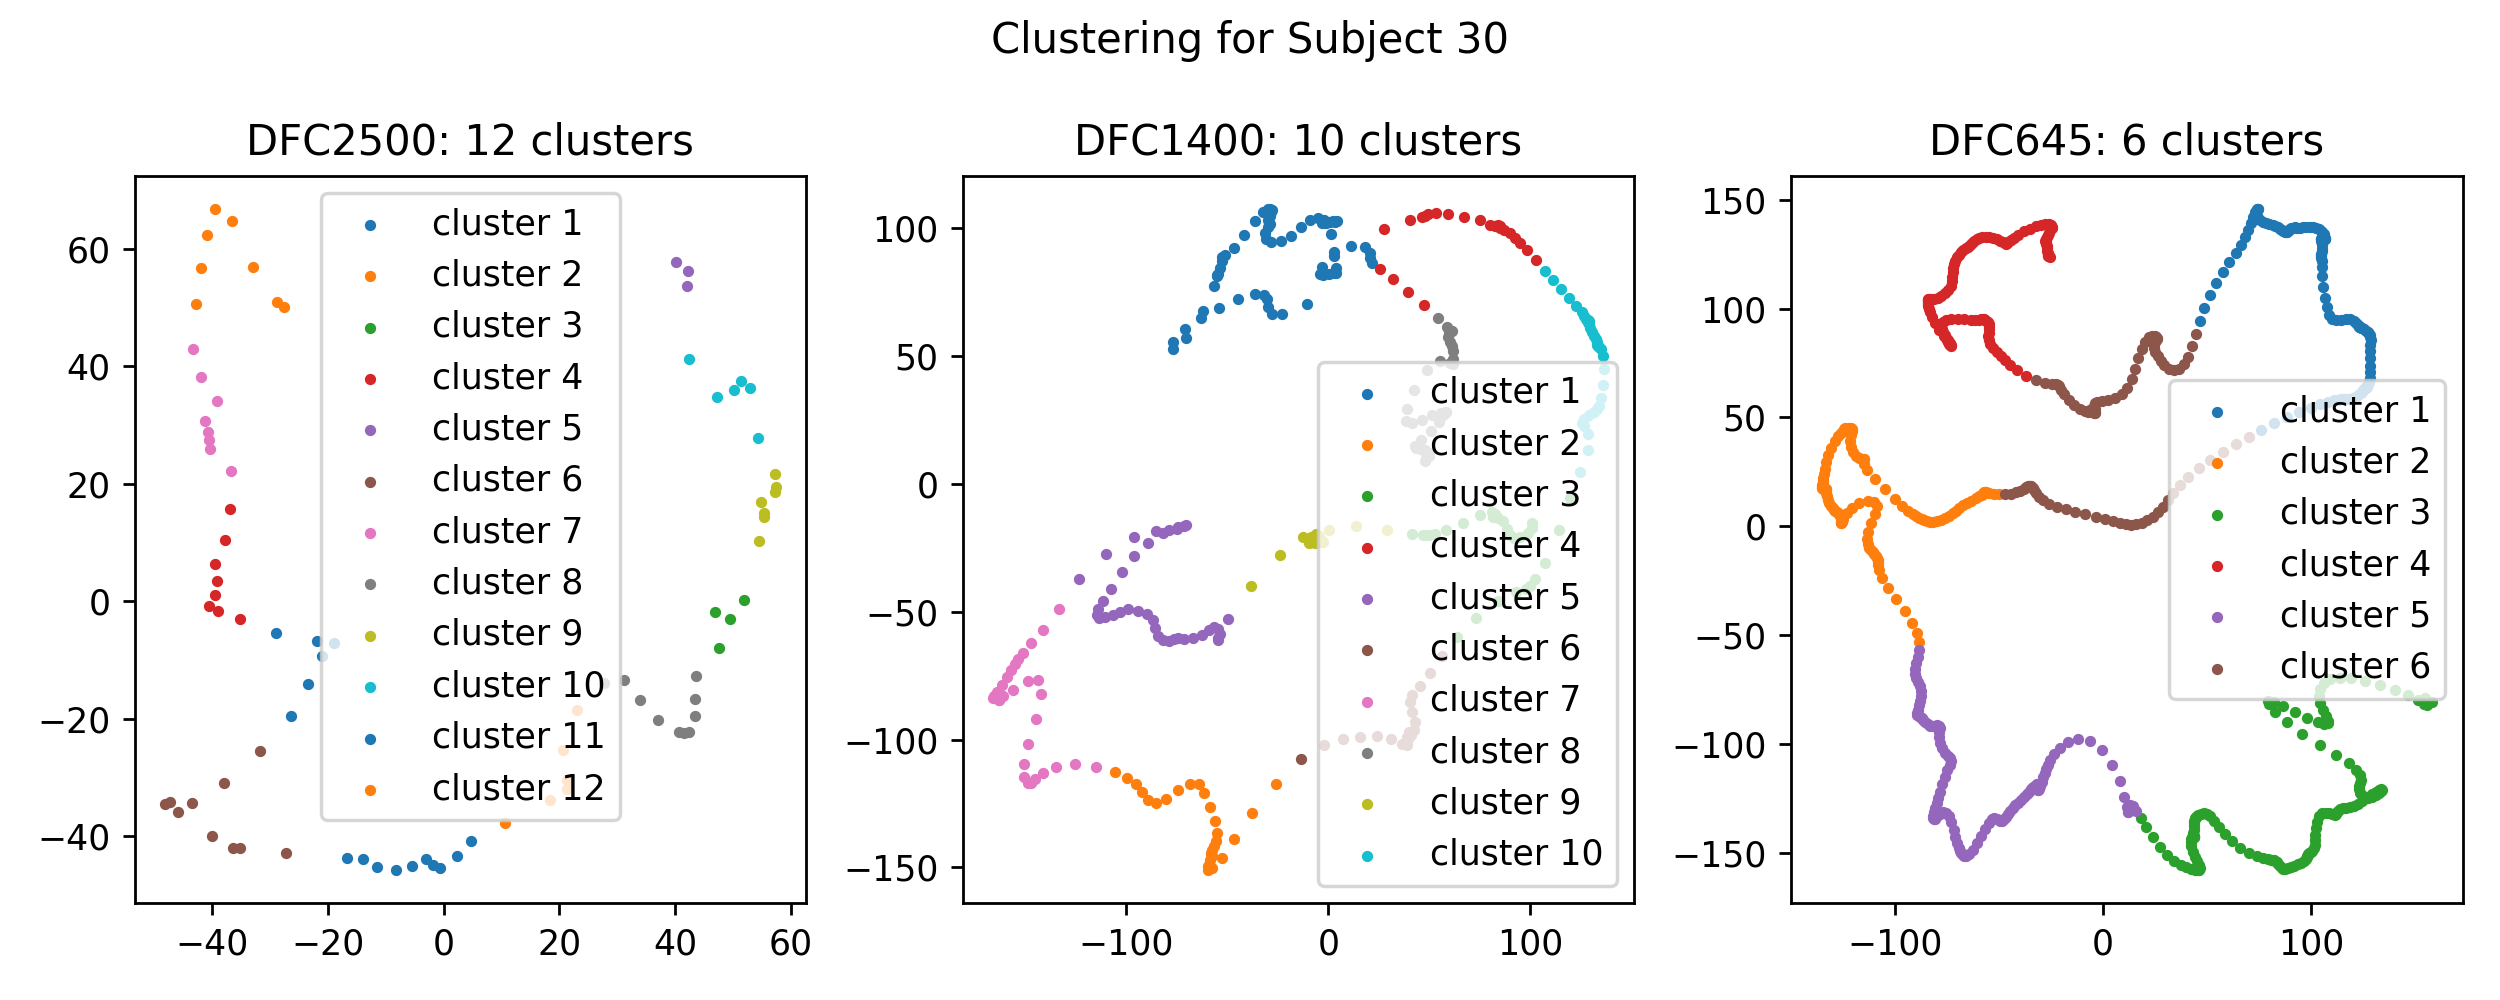 Clustering for Subject 30
DFC2500: 12 clusters
60
40
20
0
−20
−40
−40
−20
0
20
40
60
cluster 1
cluster 2
cluster 3
cluster 4
cluster 5
cluster 6
cluster 7
cluster 8
cluster 9
cluster 10
cluster 11
cluster 12
DFC1400: 10 clusters
100
50
0
−50
−100
−150
−100
0
100
cluster 1
cluster 2
cluster 3
cluster 4
cluster 5
cluster 6
cluster 7
cluster 8
cluster 9
cluster 10
DFC645: 6 clusters
150
100
50
0
−50
−100
−150
−100
0
100
cluster 1
cluster 2
cluster 3
cluster 4
cluster 5
cluster 6